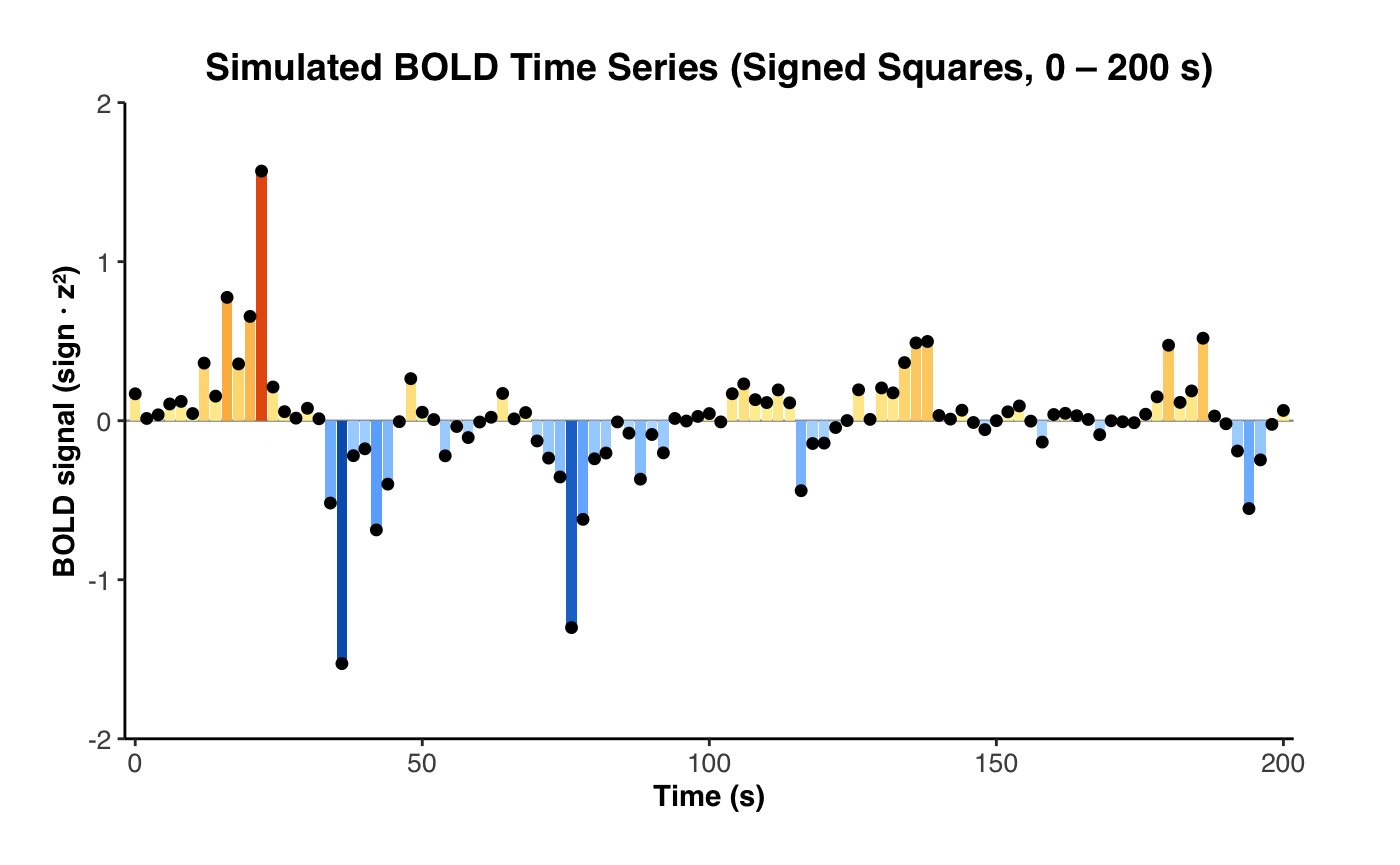 Simulated BOLD Time Series (Signed Squares, 0 – 200 s)
BOLD signal (sign · z²)
2
1
0
-1
-2
0 50 100 150 200
Time (s)